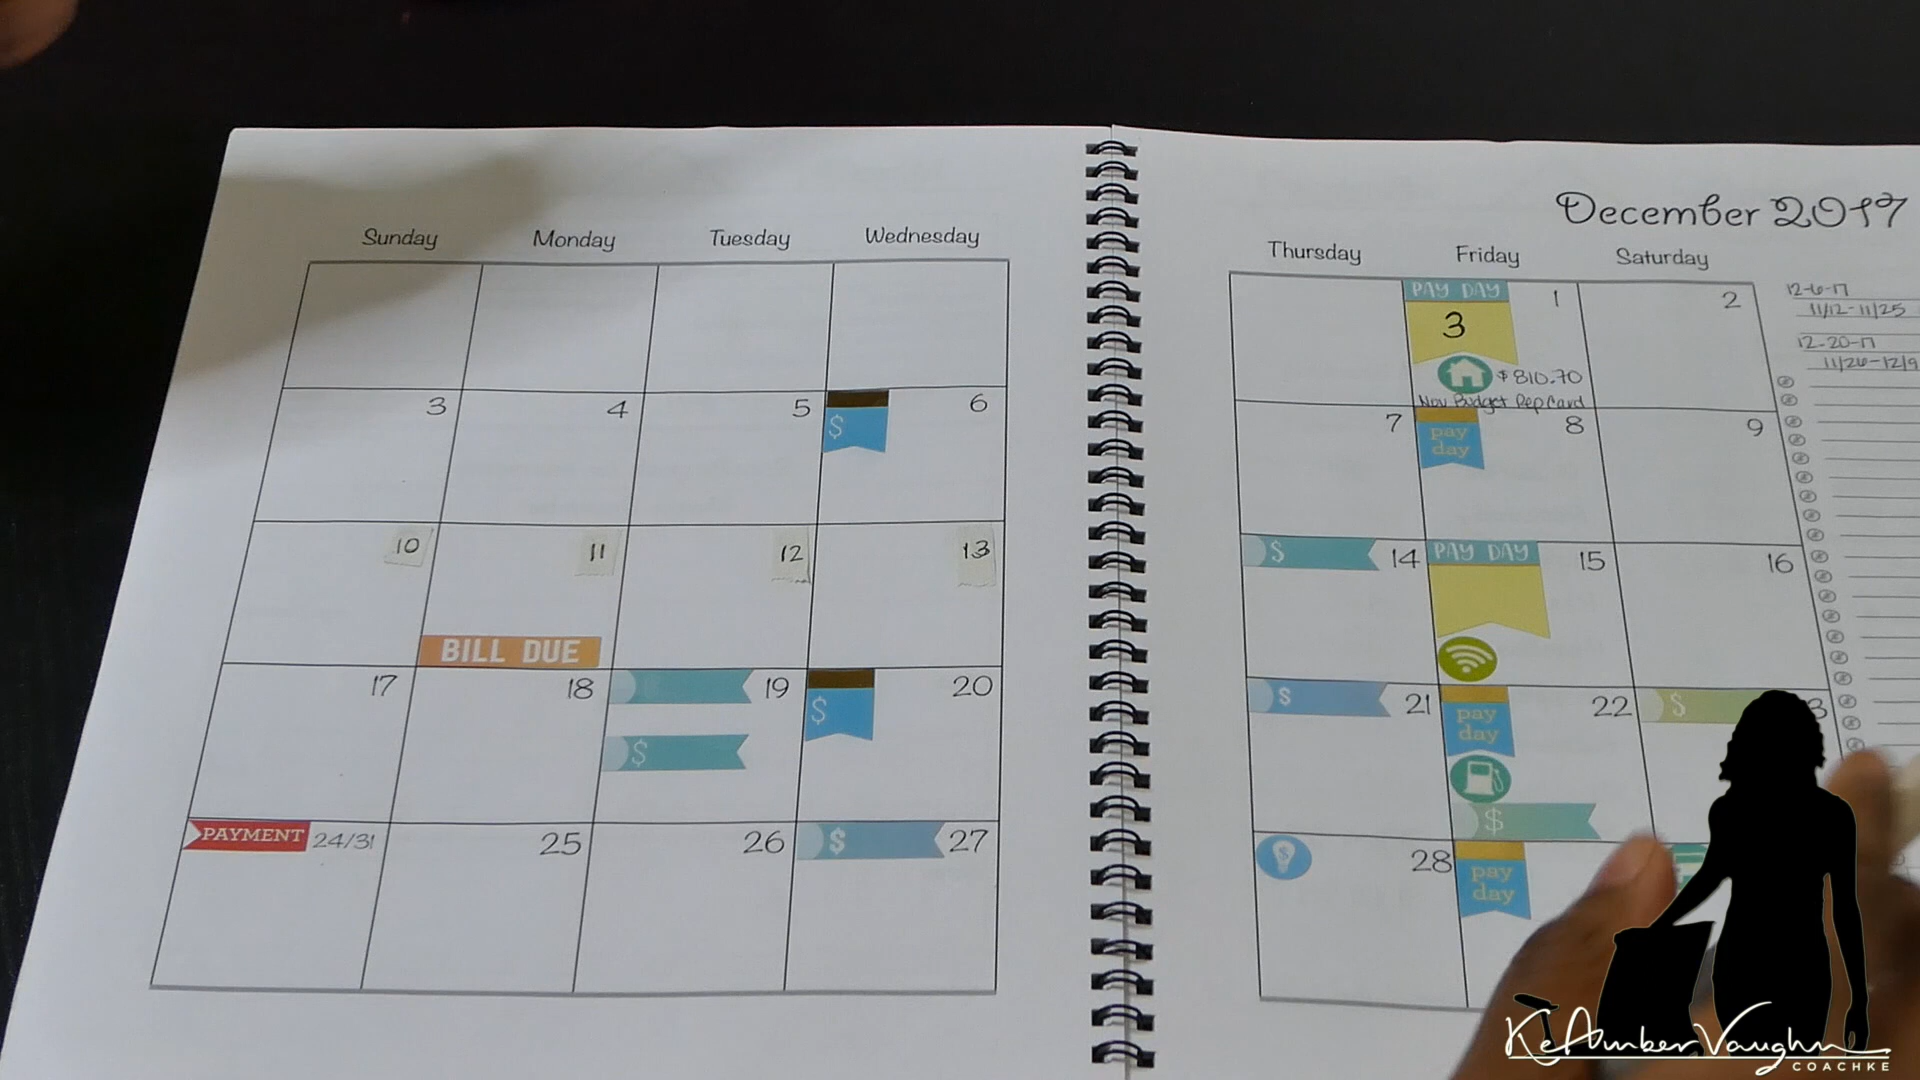 December 2017
Sunday Monday Tuesday Wednesday Thursday Friday Saturday
PAY DAY 1 2
3
$810.70
Nov Budget Rep Card
3 4 5 $ 6 7 pay day 8 9
10 11 12 13 $ 14 PAY DAY 15 16
BILL DUE
17 18 19 $ 20 $ 21 pay day 22 $
$
$
PAYMENT 24/31 25 26 $ 27 $ 28 pay day
12-6-17
11/12-11/25
12-20-17
11/26-12/9
KeAmber Vaughn
COACHKE